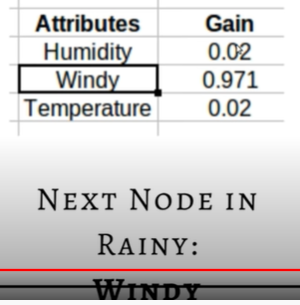 Attributes Gain
Humidity 0.02
Windy 0.971
Temperature 0.02
Next Node in
Rainy:
Windy